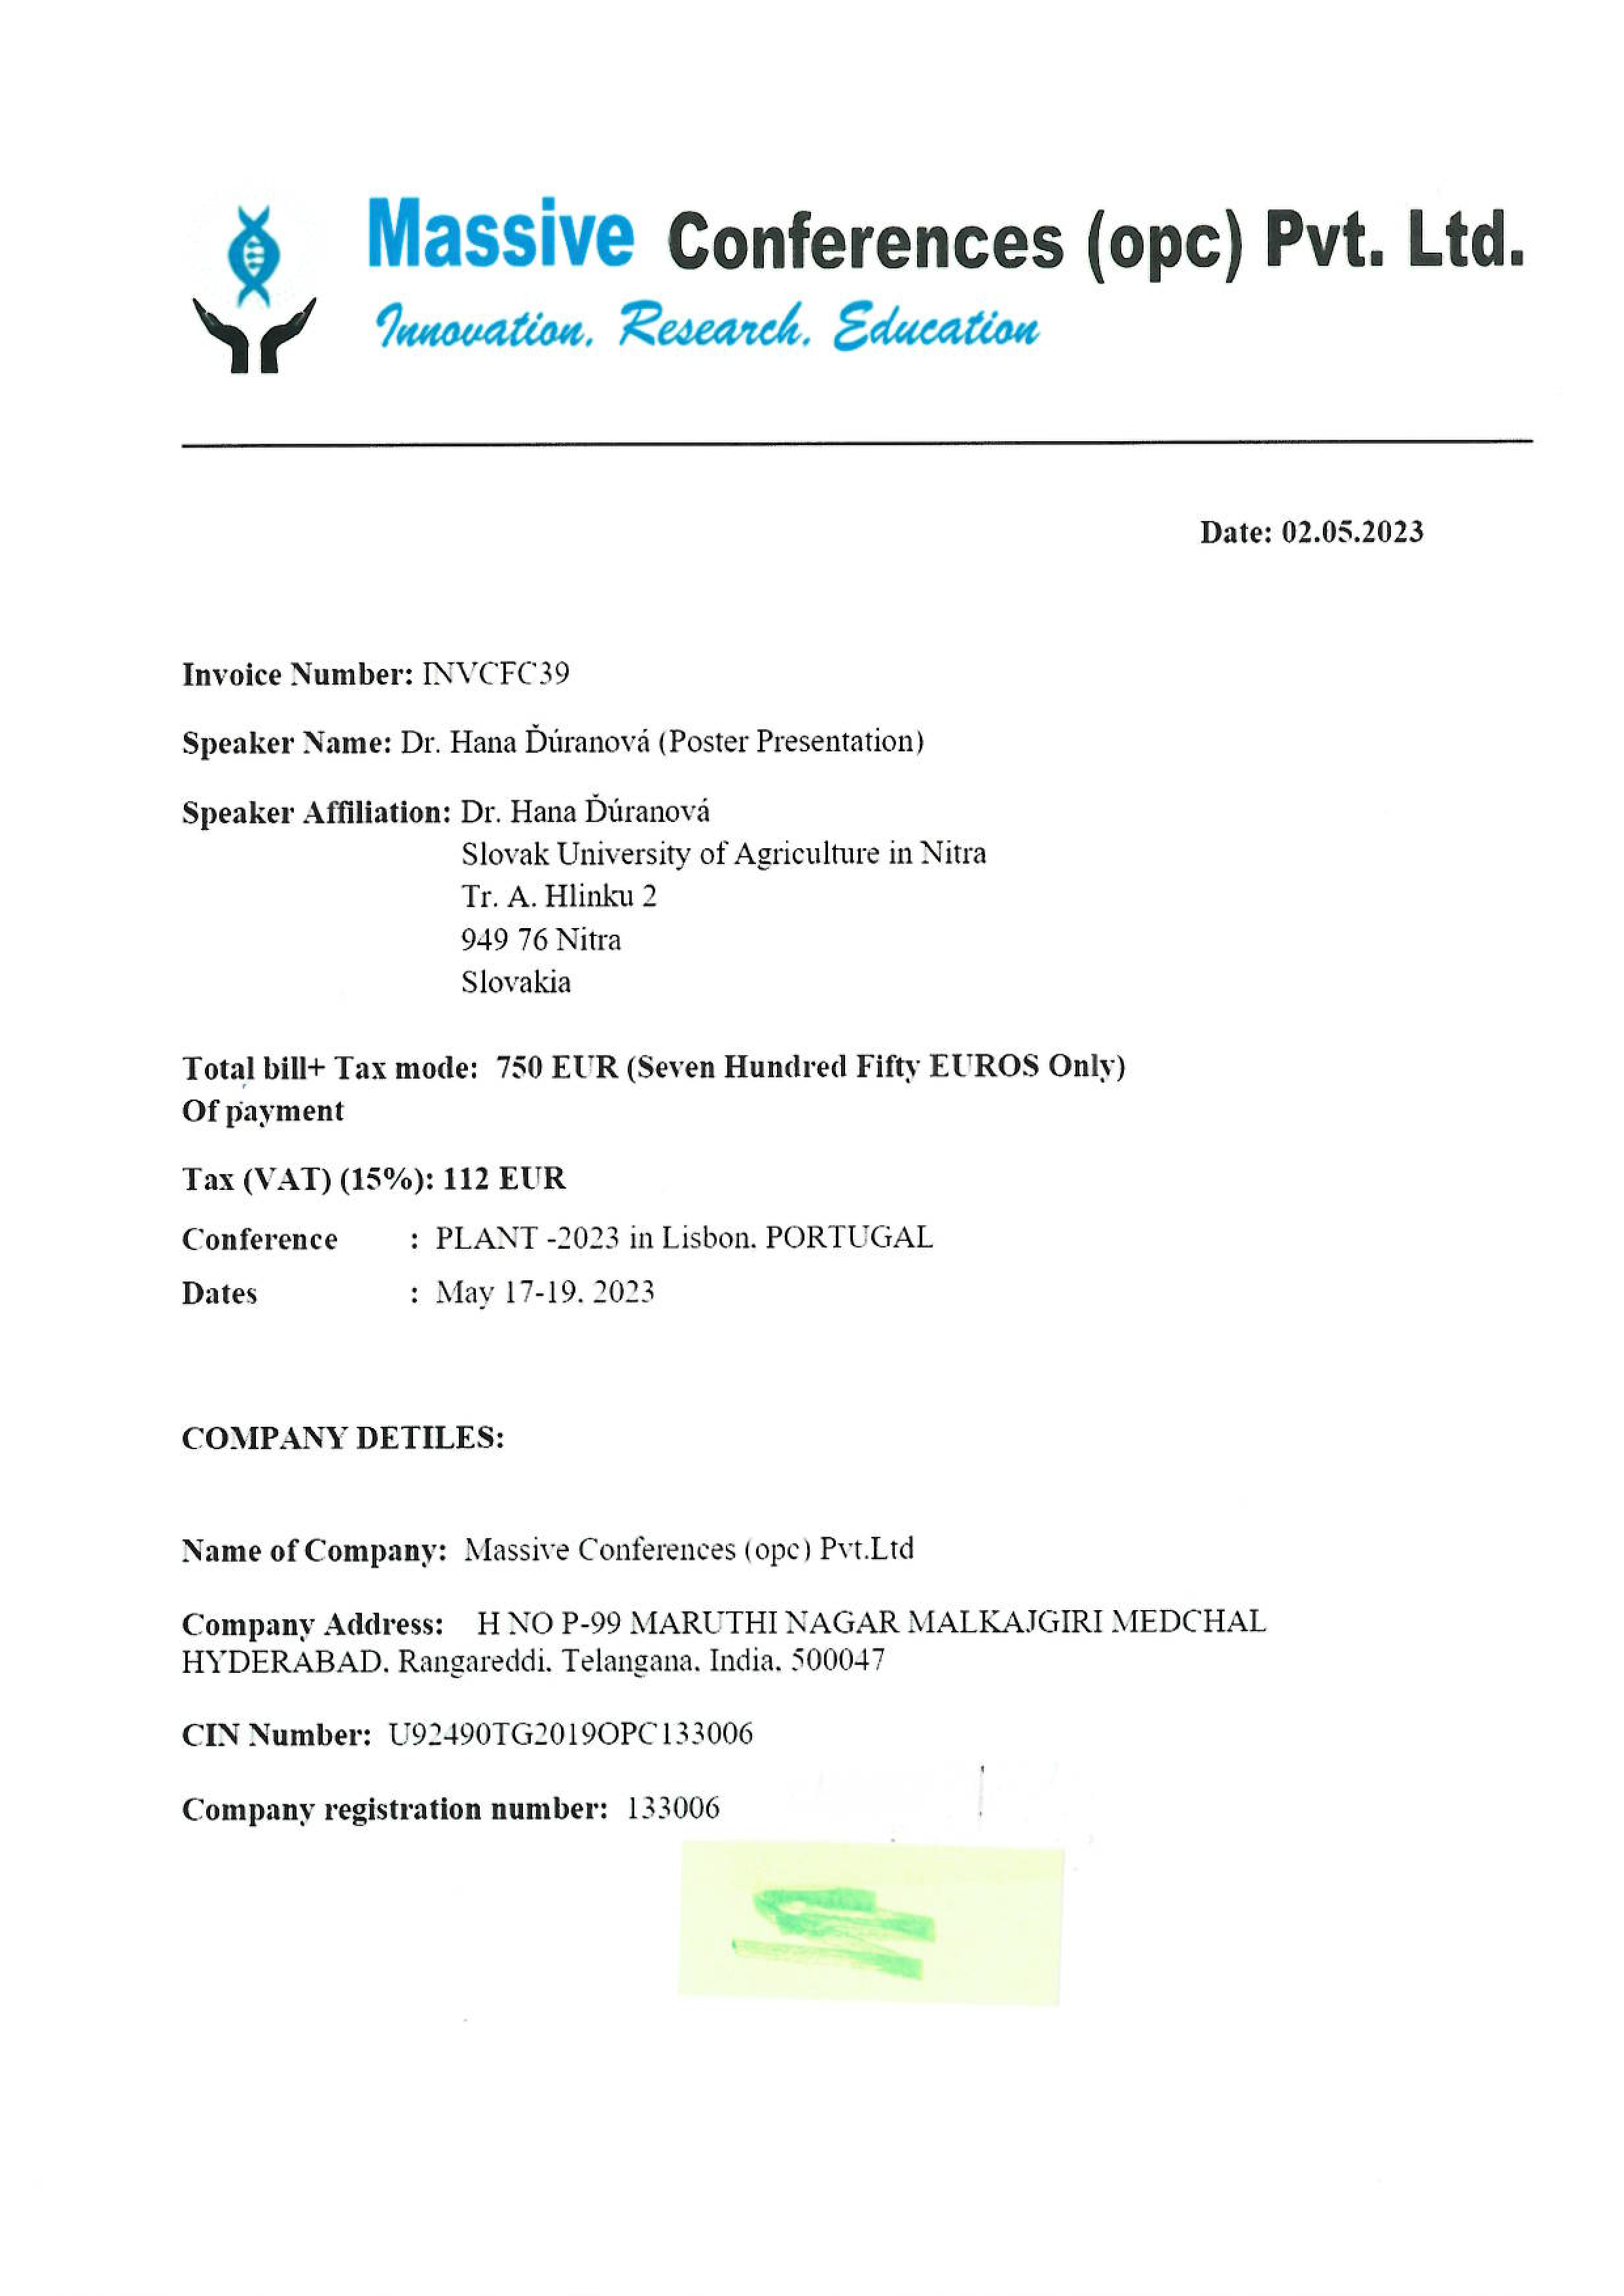 Massive Conferences (opc) Pvt. Ltd.
Innovation, Research, Education
Date: 02.05.2023
Invoice Number: INVCFC39
Speaker Name: Dr. Hana Ďúranová (Poster Presentation)
Speaker Affiliation: Dr. Hana Ďúranová
Slovak University of Agriculture in Nitra
Tr. A. Hlinku 2
949 76 Nitra
Slovakia
Total bill+ Tax mode: 750 EUR (Seven Hundred Fifty EUROS Only)
Of payment
Tax (VAT) (15%): 112 EUR
Conference : PLANT -2023 in Lisbon. PORTUGAL
Dates : May 17-19. 2023
COMPANY DETILES:
Name of Company: Massive Conferences (opc) Pvt.Ltd
Company Address: H NO P-99 MARUTHI NAGAR MALKAJGIRI MEDCHAL
HYDERABAD. Rangareddi. Telangana. India. 500047
CIN Number: U92490TG2019OPC133006
Company registration number: 133006